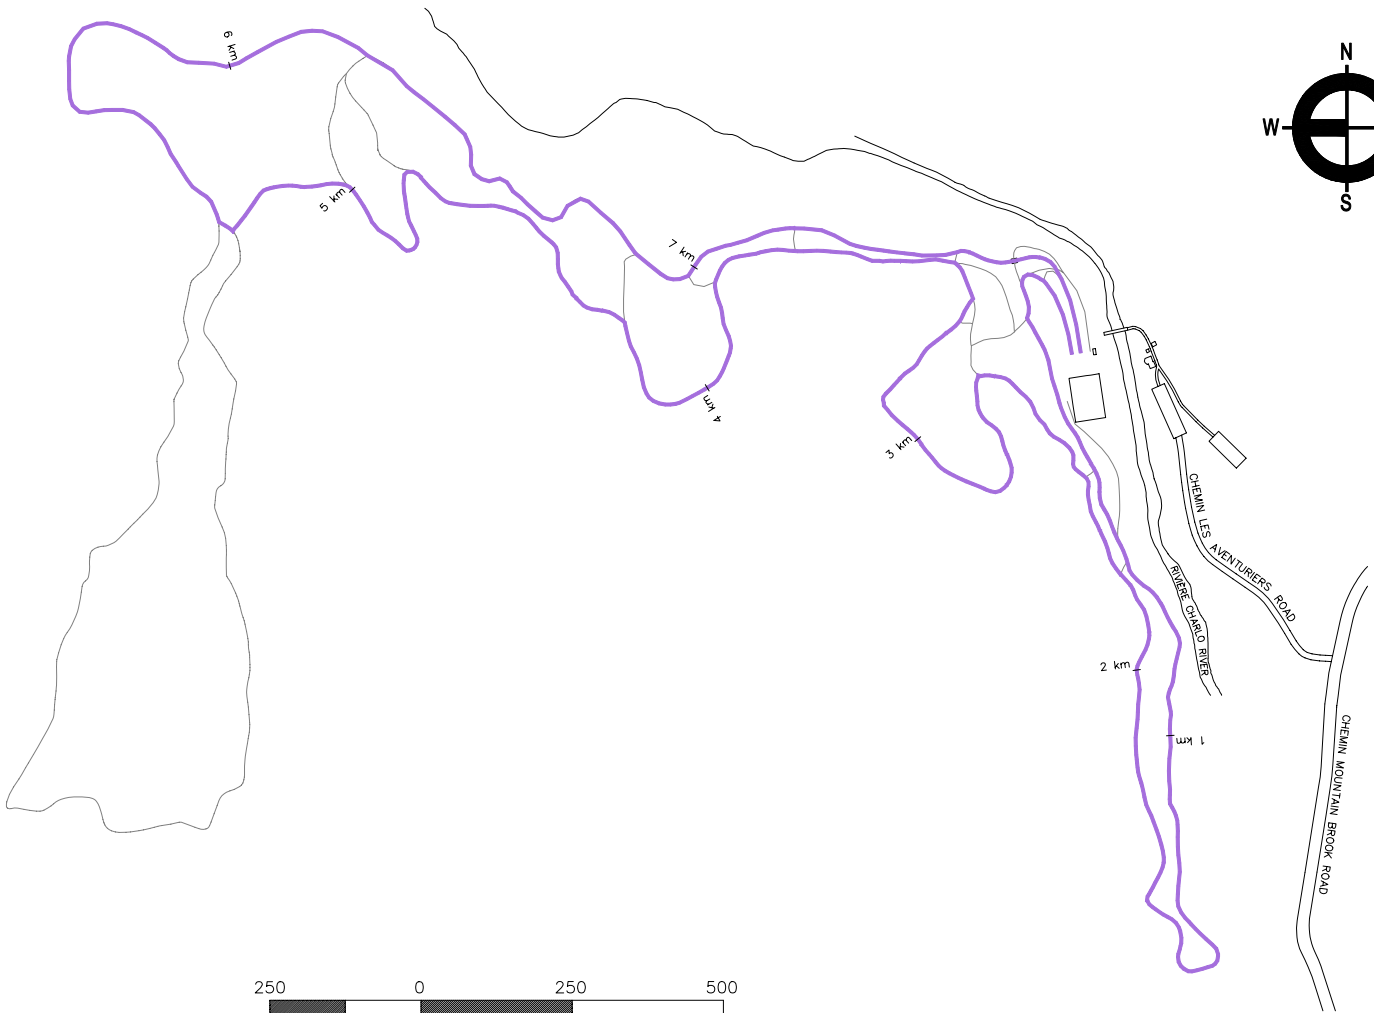 N
W
S
6 km
5 km
7 km
4 km
3 km
2 km
1 km
CHEMIN LES AVENTURIERS ROAD
RIVIÈRE CHARLO RIVER
CHEMIN MOUNTAIN BROOK ROAD
250 0 250 500